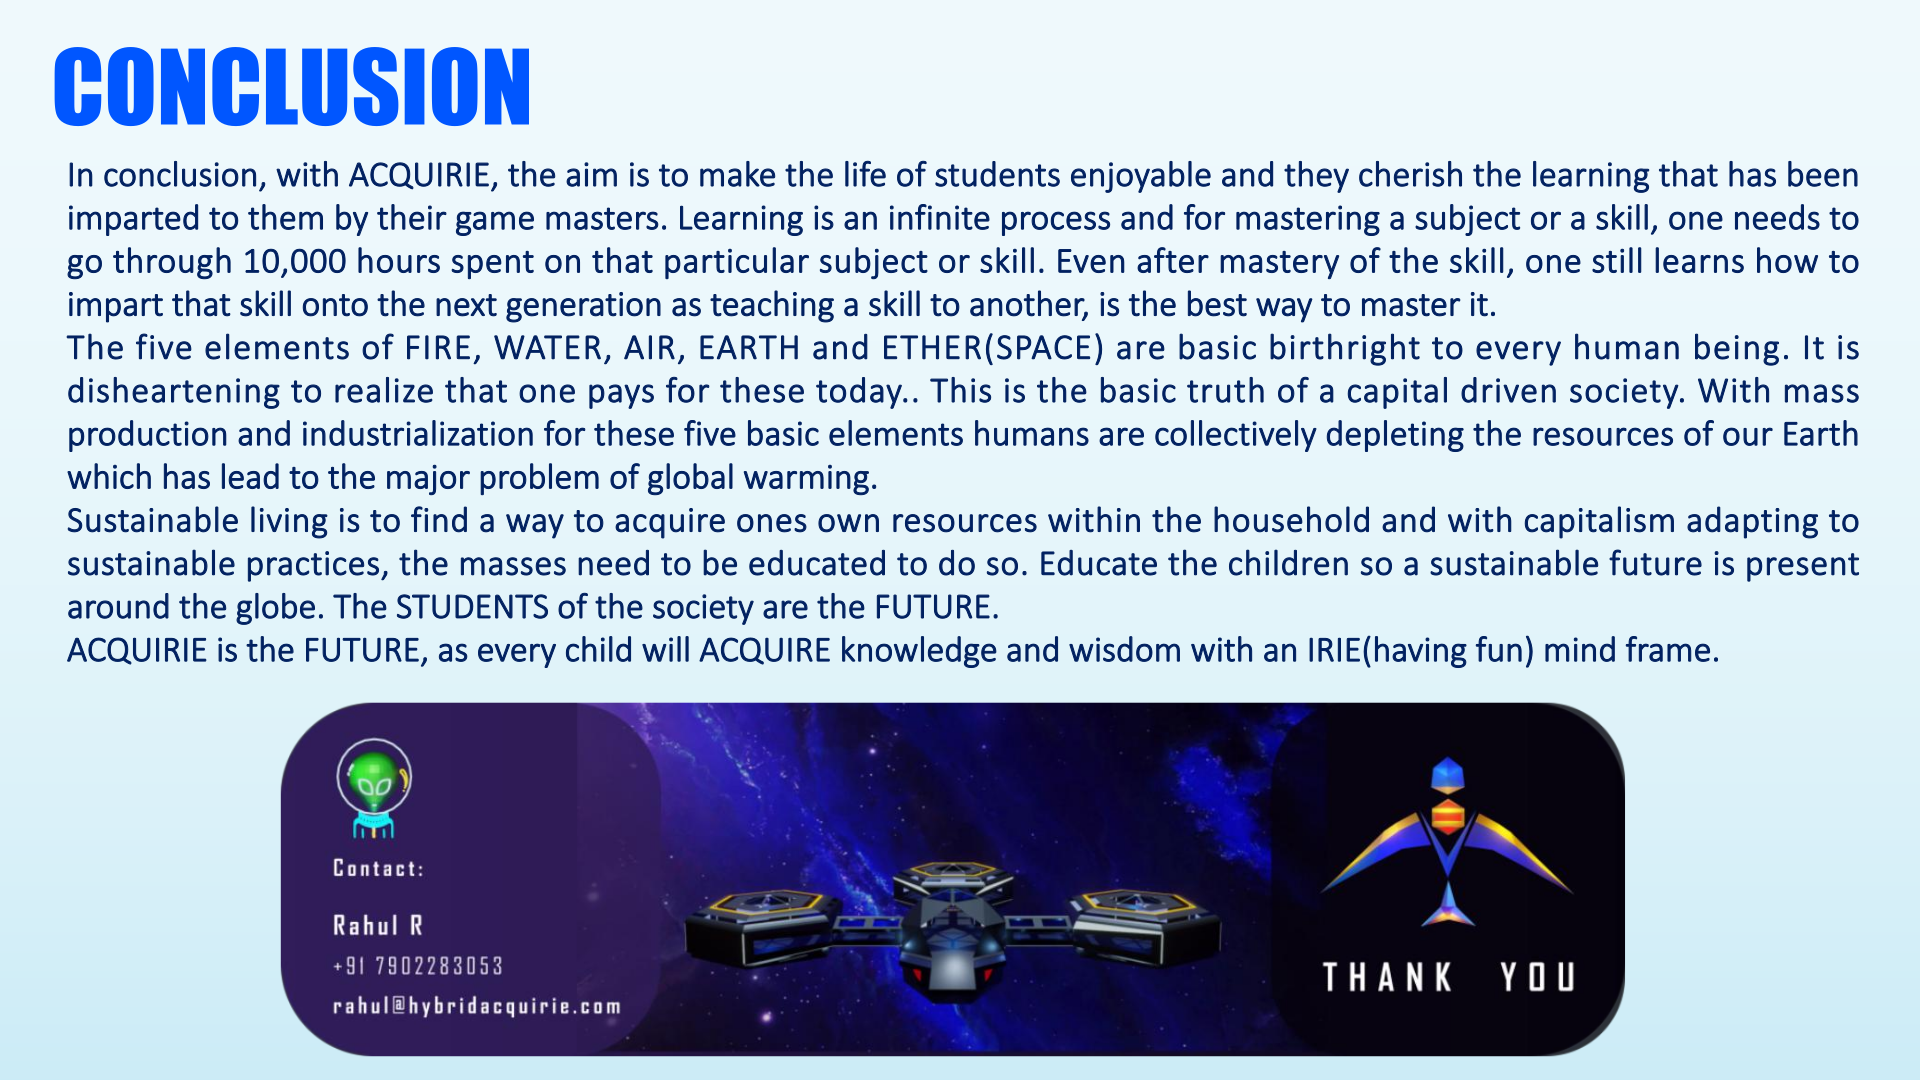 CONCLUSION
In conclusion, with ACQUIRIE, the aim is to make the life of students enjoyable and they cherish the learning that has been
imparted to them by their game masters. Learning is an infinite process and for mastering a subject or a skill, one needs to
go through 10,000 hours spent on that particular subject or skill. Even after mastery of the skill, one still learns how to
impart that skill onto the next generation as teaching a skill to another, is the best way to master it.
The five elements of FIRE, WATER, AIR, EARTH and ETHER(SPACE) are basic birthright to every human being. It is
disheartening to realize that one pays for these today.. This is the basic truth of a capital driven society. With mass
production and industrialization for these five basic elements humans are collectively depleting the resources of our Earth
which has lead to the major problem of global warming.
Sustainable living is to find a way to acquire ones own resources within the household and with capitalism adapting to
sustainable practices, the masses need to be educated to do so. Educate the children so a sustainable future is present
around the globe. The STUDENTS of the society are the FUTURE.
ACQUIRIE is the FUTURE, as every child will ACQUIRE knowledge and wisdom with an IRIE(having fun) mind frame.
Contact:
Rahul R
+91 7902283053
rahul@hybridacquirie.com
THANK YOU